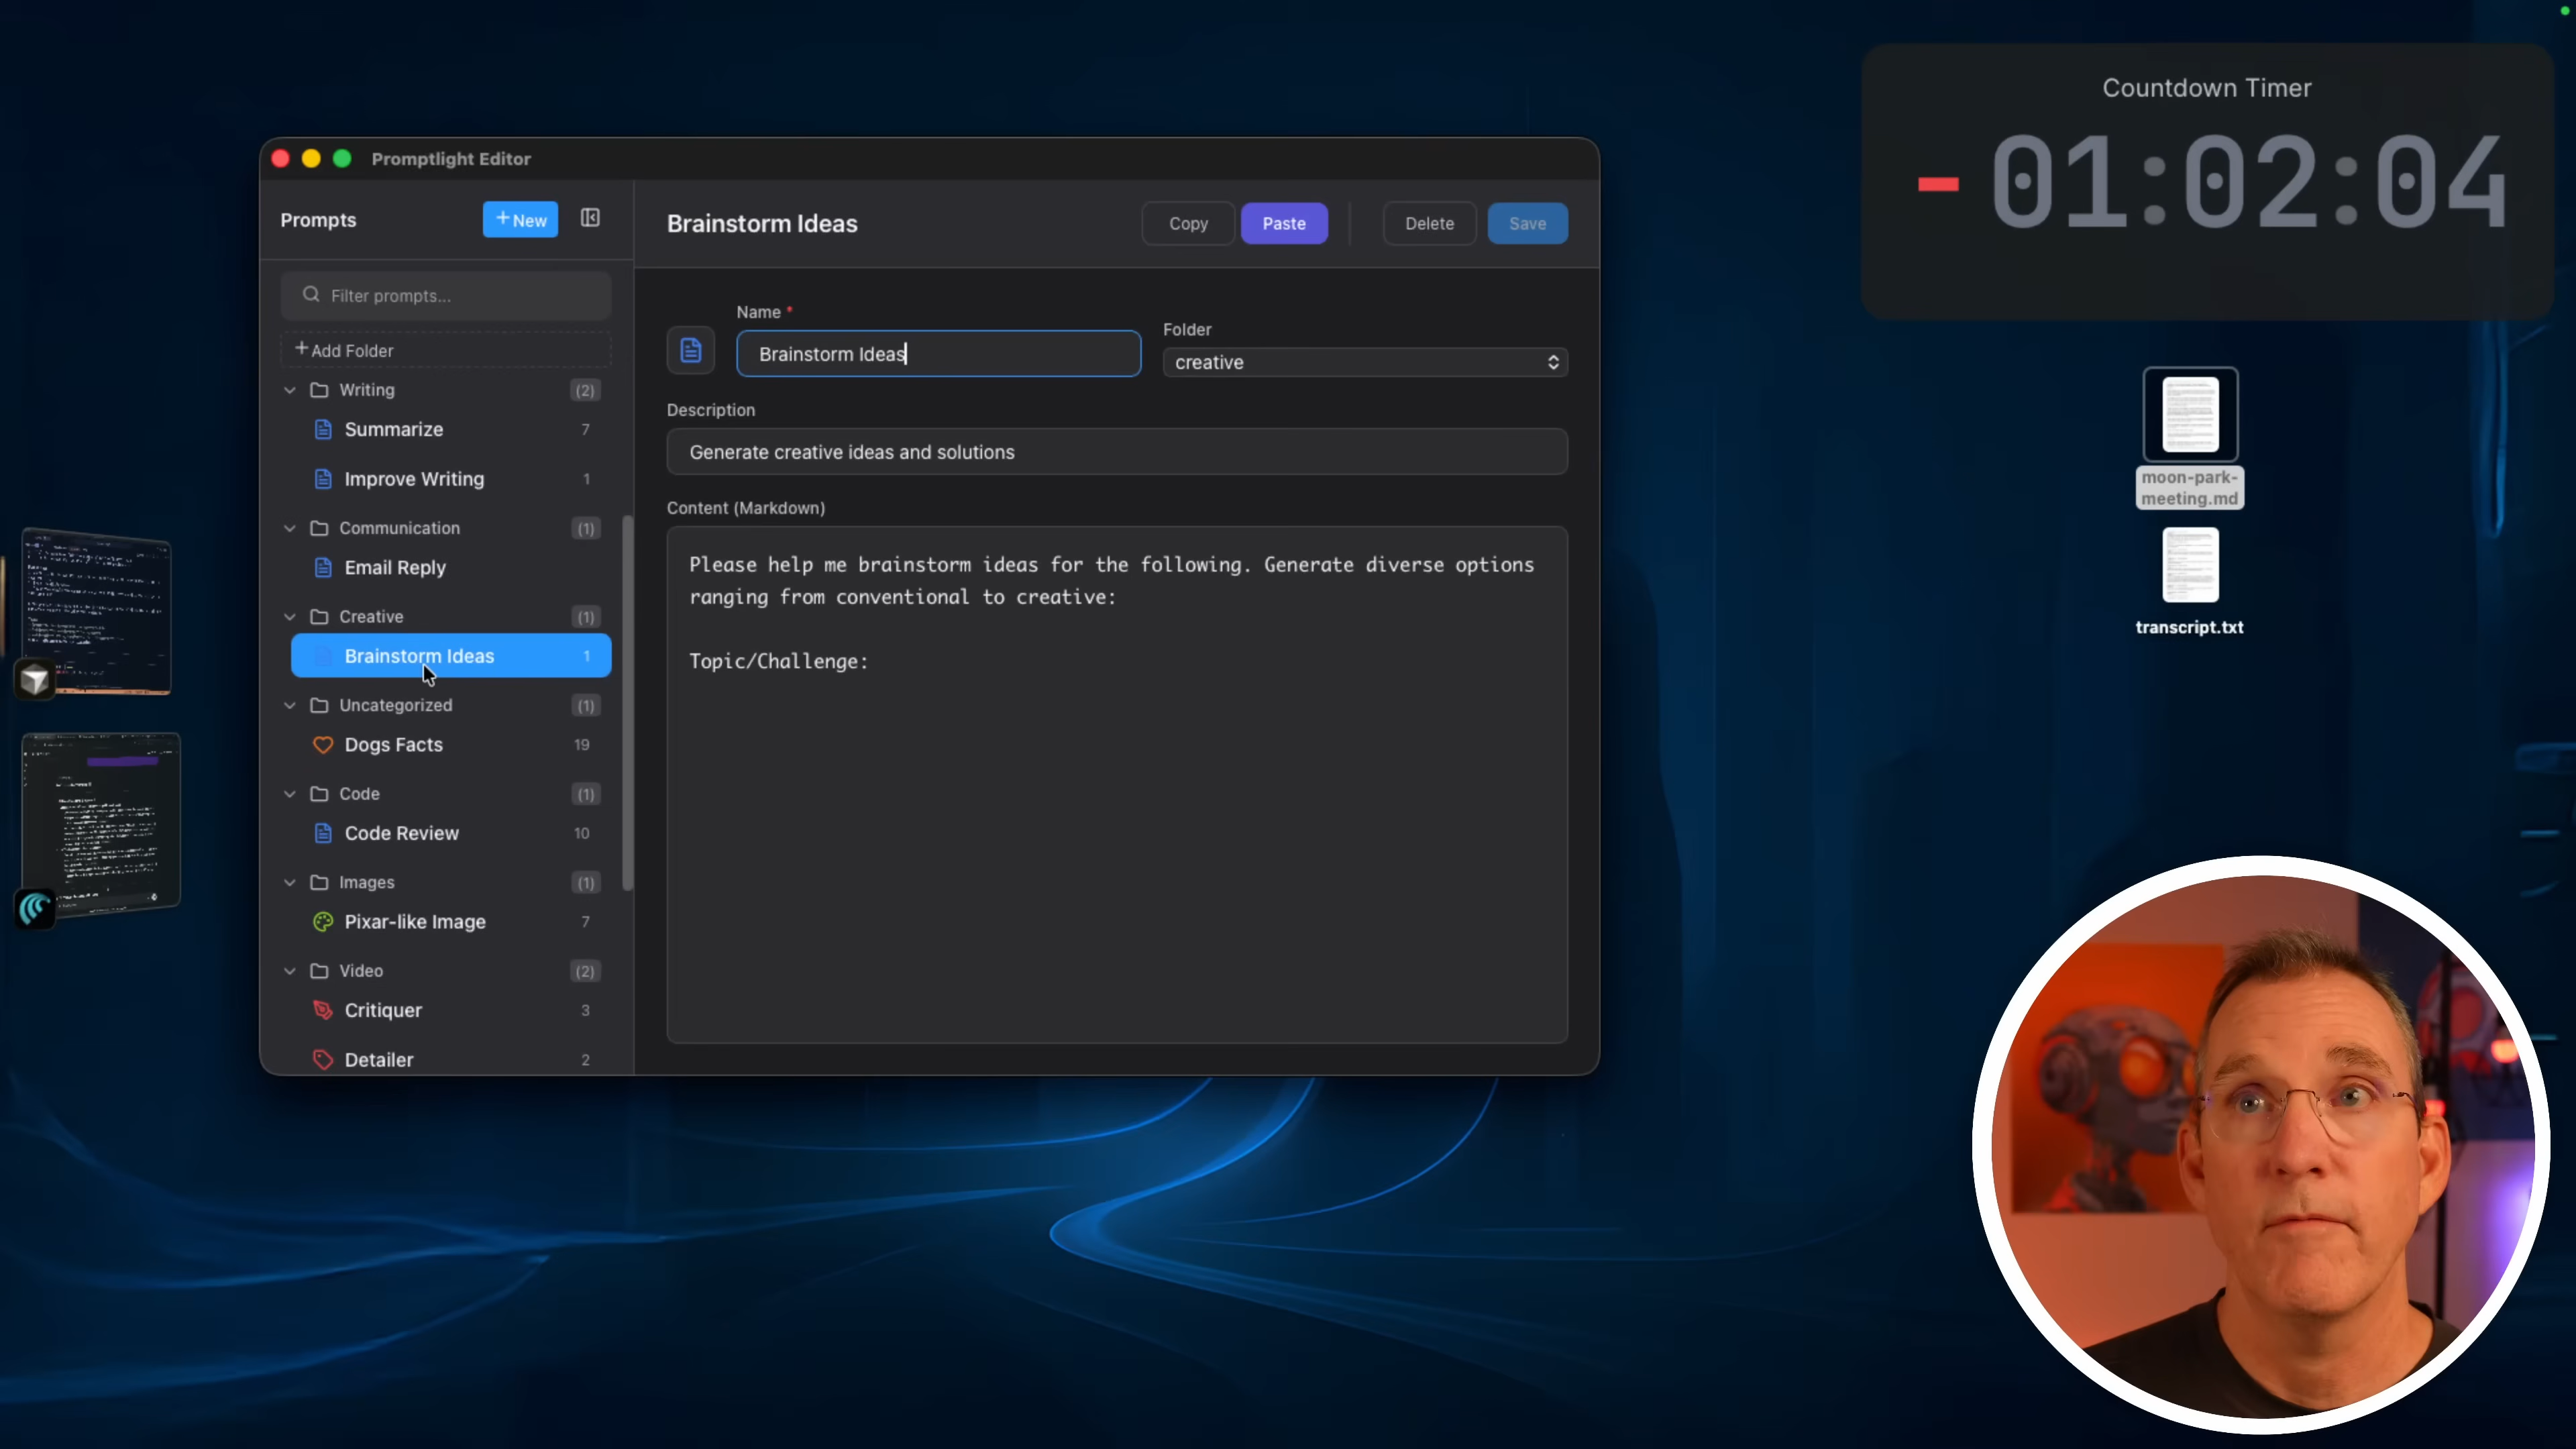 Promptlight Editor
Prompts
+ New
Filter prompts...
+ Add Folder
Writing (2)
Summarize 7
Improve Writing 1
Communication (1)
Email Reply
Creative (1)
Brainstorm Ideas 1
Uncategorized (1)
Dogs Facts 19
Code (1)
Code Review 10
Images (1)
Pixar-like Image 7
Video (2)
Critiquer 3
Detailer 2
Brainstorm Ideas
Copy
Paste
Delete
Save
Name *
Brainstorm Ideas
Folder
creative
Description
Generate creative ideas and solutions
Content (Markdown)
Please help me brainstorm ideas for the following. Generate diverse options
ranging from conventional to creative:
Topic/Challenge:
Countdown Timer
-01:02:04
moon-park-
meeting.md
transcript.txt